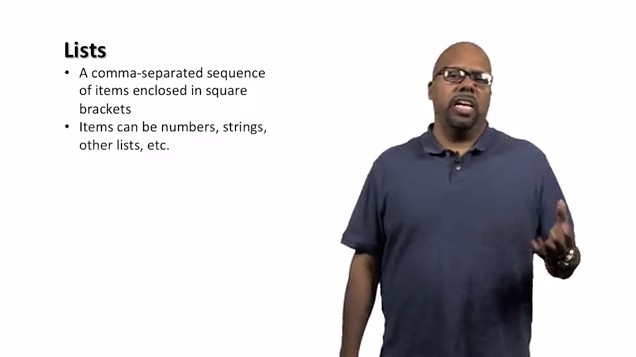 Lists
• A comma-separated sequence
of items enclosed in square
brackets
• Items can be numbers, strings,
other lists, etc.